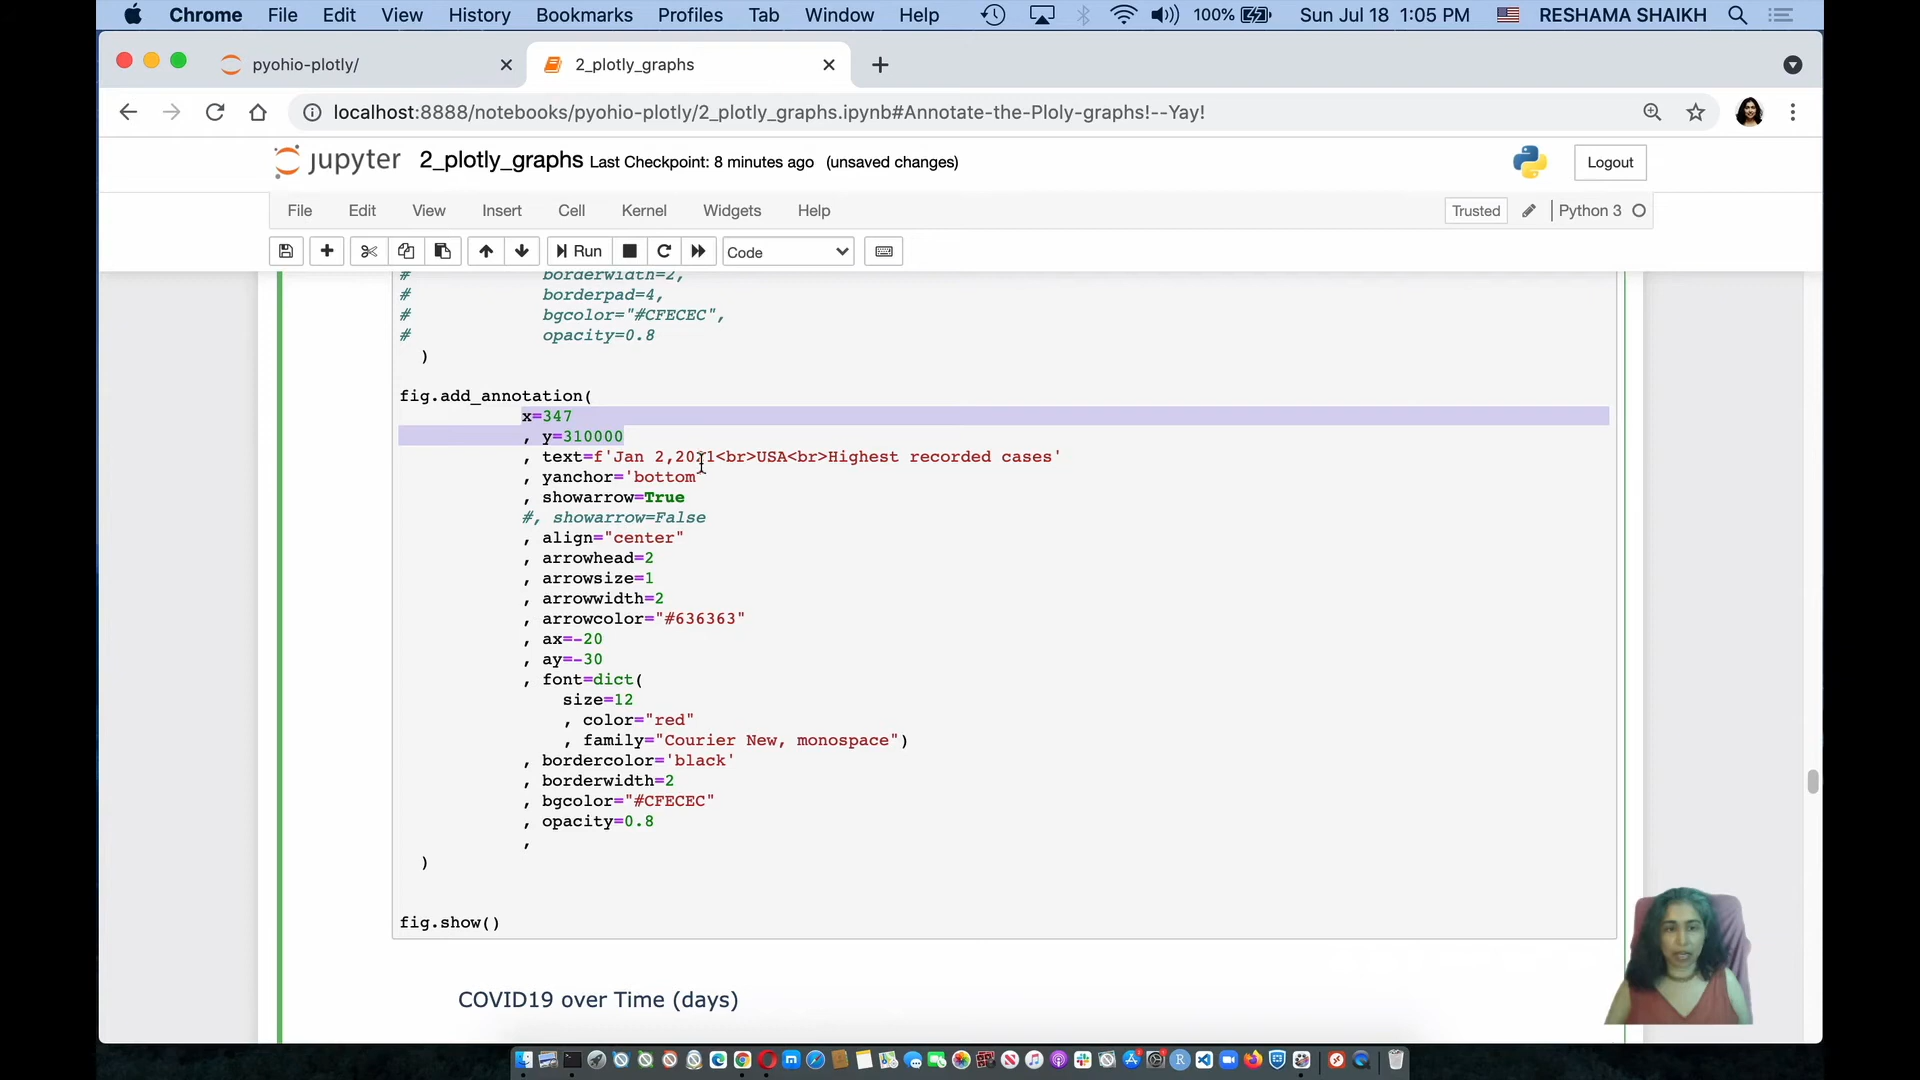 Chrome File Edit View History Bookmarks Profiles Tab Window Help 100% Sun Jul 18 1:05 PM RESHAMA SHAIKH
pyohio-plotly/ 2_plotly_graphs
localhost:8888/notebooks/pyohio-plotly/2_plotly_graphs.ipynb#Annotate-the-Ploly-graphs!--Yay!
jupyter 2_plotly_graphs Last Checkpoint: 8 minutes ago (unsaved changes) Logout
File Edit View Insert Cell Kernel Widgets Help Trusted Python 3
Run Code
# borderwidth=2,
# borderpad=4,
# bgcolor="#CFECEC",
# opacity=0.8
)
fig.add_annotation(
x=347
, y=310000
, text=f'Jan 2,2021<br>USA<br>Highest recorded cases'
, yanchor='bottom'
, showarrow=True
#, showarrow=False
, align="center"
, arrowhead=2
, arrowsize=1
, arrowwidth=2
, arrowcolor="#636363"
, ax=-20
, ay=-30
, font=dict(
size=12
, color="red"
, family="Courier New, monospace")
, bordercolor='black'
, borderwidth=2
, bgcolor="#CFECEC"
, opacity=0.8
,
)
fig.show()
COVID19 over Time (days)